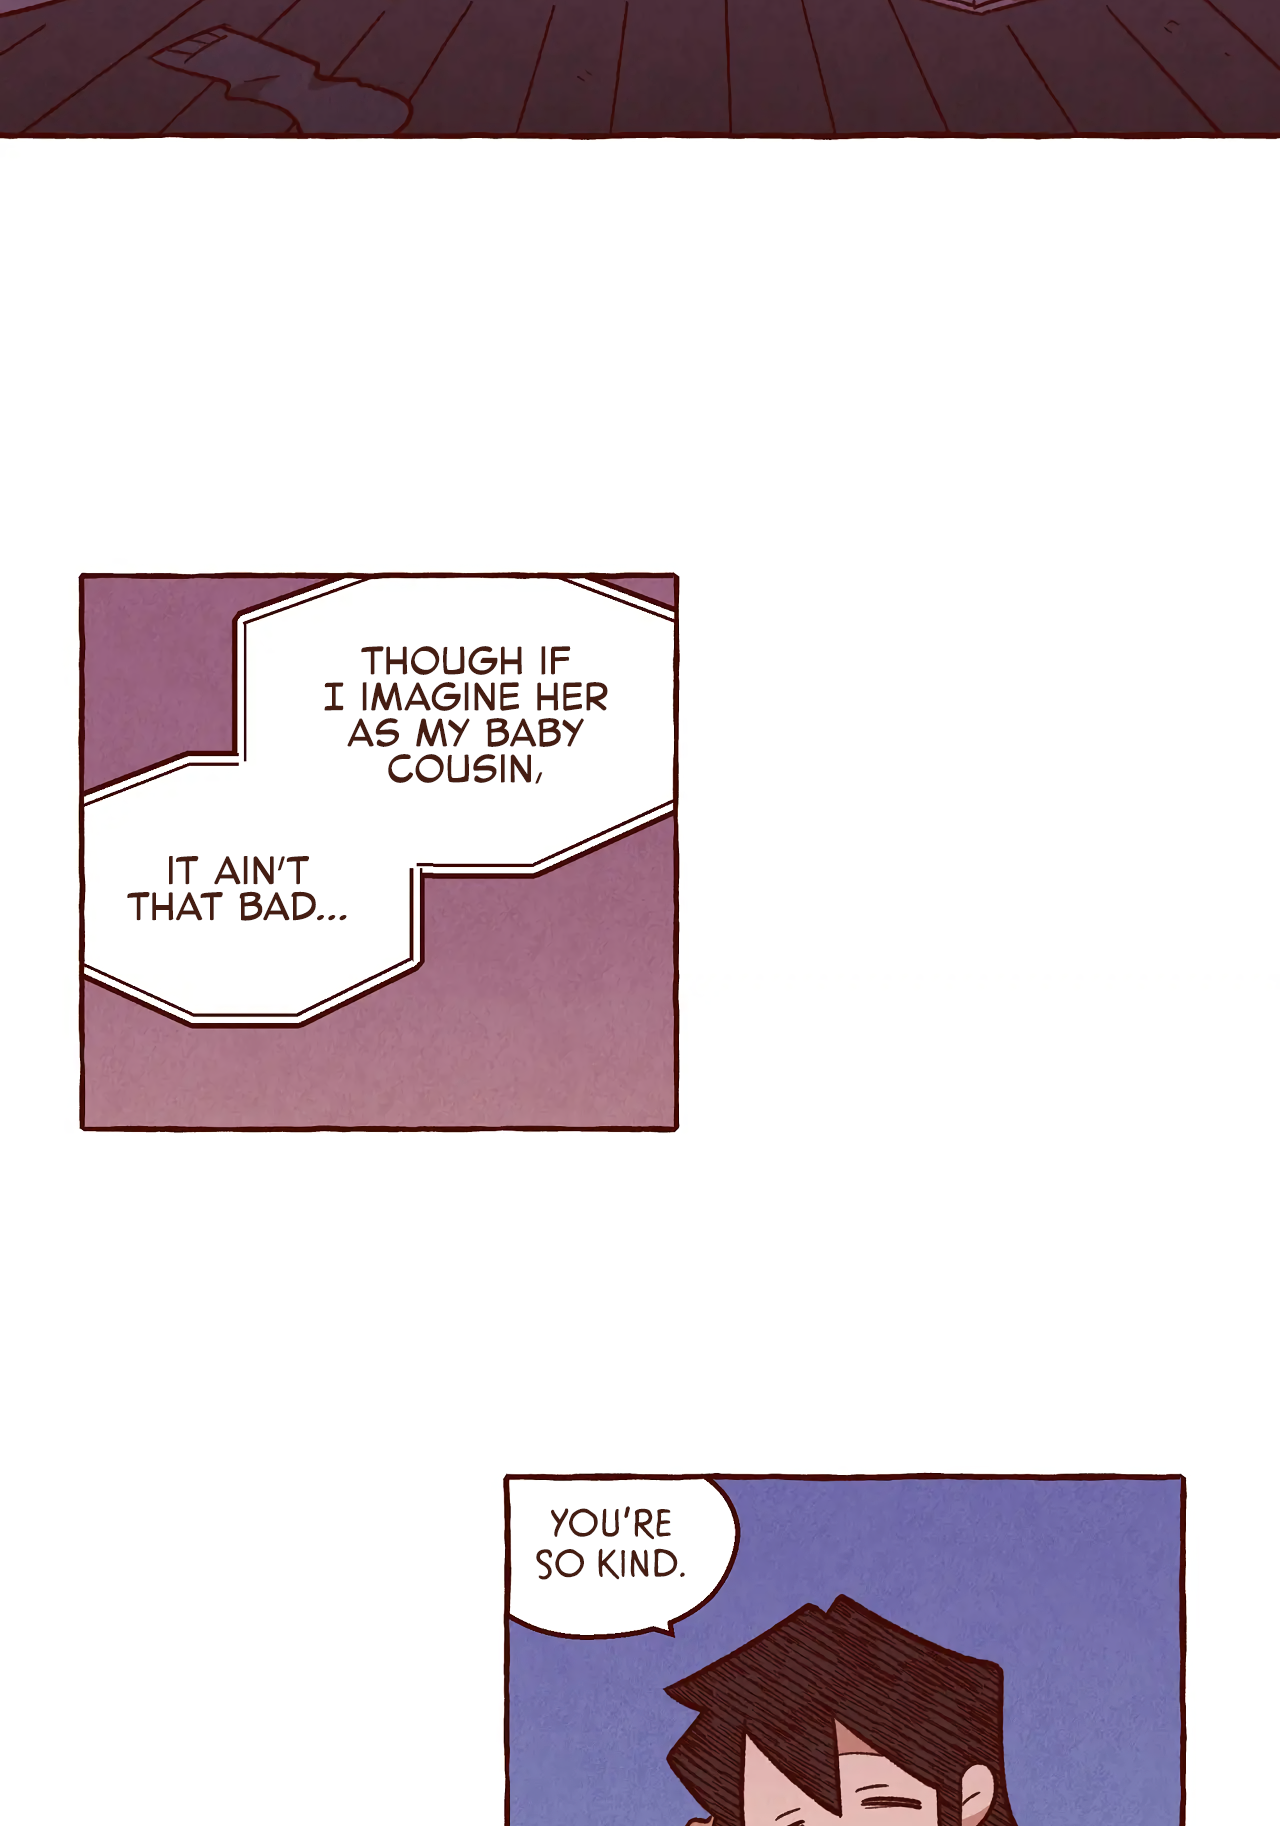 THOUGH IF
I IMAGINE HER
AS MY BABY
COUSIN,
IT AIN'T
THAT BAD...
YOU'RE
SO KIND.